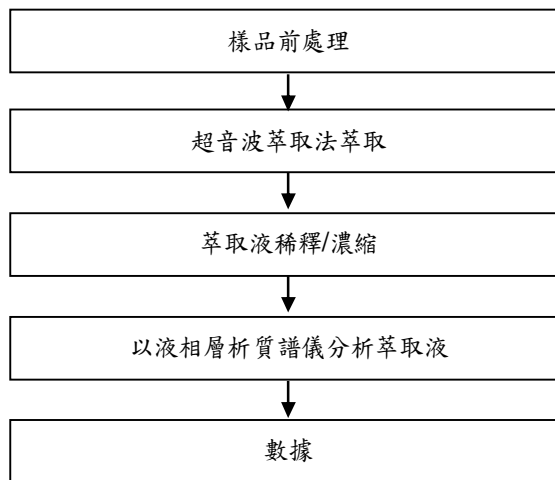 樣品前處理
超音波萃取法萃取
萃取液稀釋/濃縮
以液相層析質譜儀分析萃取液
數據